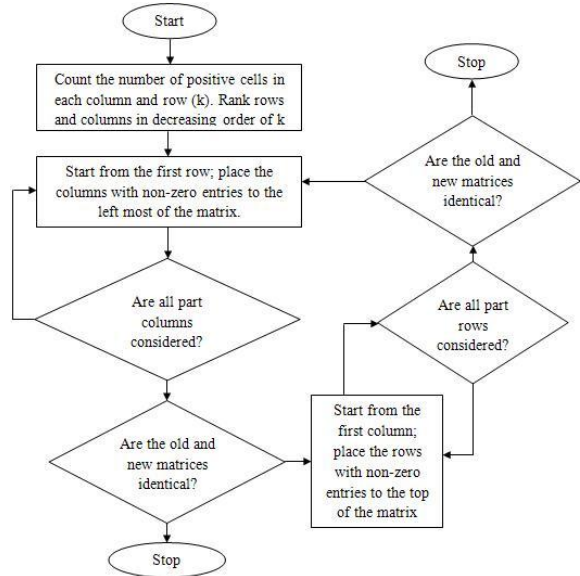 Start
Count the number of positive cells in
each column and row (k). Rank rows
and columns in decreasing order of k
Start from the first row; place the
columns with non-zero entries to the
left most of the matrix.
Are all part
columns
considered?
Are the old and
new matrices
identical?
Stop
Start from the
first column;
place the rows
with non-zero
entries to the top
of the matrix
Are all part
rows
considered?
Are the old and
new matrices
identical?
Stop